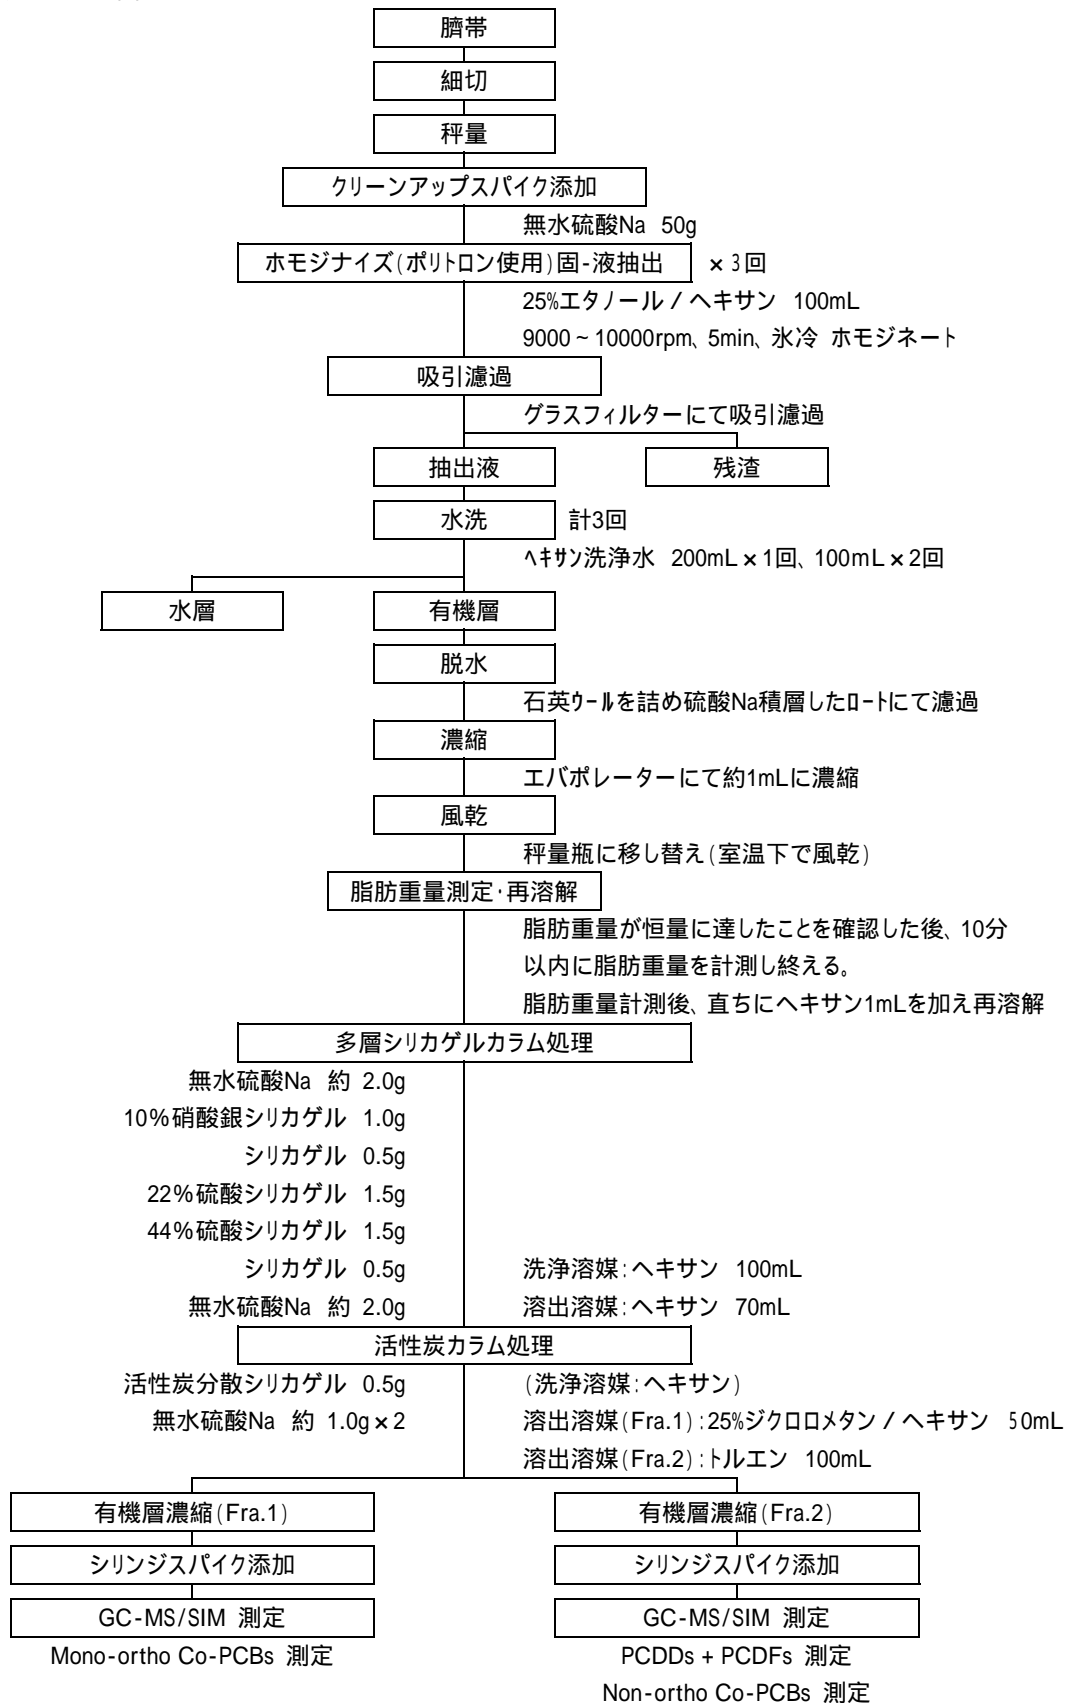 臍帯
細切
秤量
クリーンアップスパイク添加
無水硫酸Na 50g
ホモジナイズ(ポリトロン使用)固-液抽出 ×3回
25%エタノール / ヘキサン 100mL
9000~10000rpm、5min、氷冷 ホモジネート
吸引濾過
グラスフィルターにて吸引濾過
抽出液 残渣
水洗 計3回
ヘキサン洗浄水 200mL×1回、100mL×2回
水層 有機層
脱水
石英ウールを詰め硫酸Na積層したロートにて濾過
濃縮
エバポレーターにて約1mLに濃縮
風乾
秤量瓶に移し替え(室温下で風乾)
脂肪重量測定・再溶解
脂肪重量が恒量に達したことを確認した後、10分
以内に脂肪重量を計測し終える。
脂肪重量計測後、直ちにヘキサン1mLを加え再溶解
多層シリカゲルカラム処理
無水硫酸Na 約 2.0g
10%硝酸銀シリカゲル 1.0g
シリカゲル 0.5g
22%硫酸シリカゲル 1.5g
44%硫酸シリカゲル 1.5g
シリカゲル 0.5g 洗浄溶媒:ヘキサン 100mL
無水硫酸Na 約 2.0g 溶出溶媒:ヘキサン 70mL
活性炭カラム処理
活性炭分散シリカゲル 0.5g (洗浄溶媒:ヘキサン)
無水硫酸Na 約 1.0g×2 溶出溶媒(Fra.1):25%ジクロロメタン / ヘキサン 50mL
溶出溶媒(Fra.2):トルエン 100mL
有機層濃縮(Fra.1) 有機層濃縮(Fra.2)
シリンジスパイク添加 シリンジスパイク添加
GC-MS/SIM 測定 GC-MS/SIM 測定
Mono-ortho Co-PCBs 測定 PCDDs + PCDFs 測定
Non-ortho Co-PCBs 測定